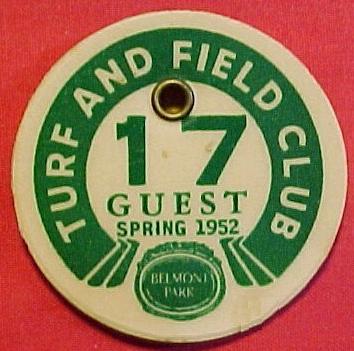 TURF AND FIELD CLUB
17
GUEST
SPRING 1952
BELMONT
PARK